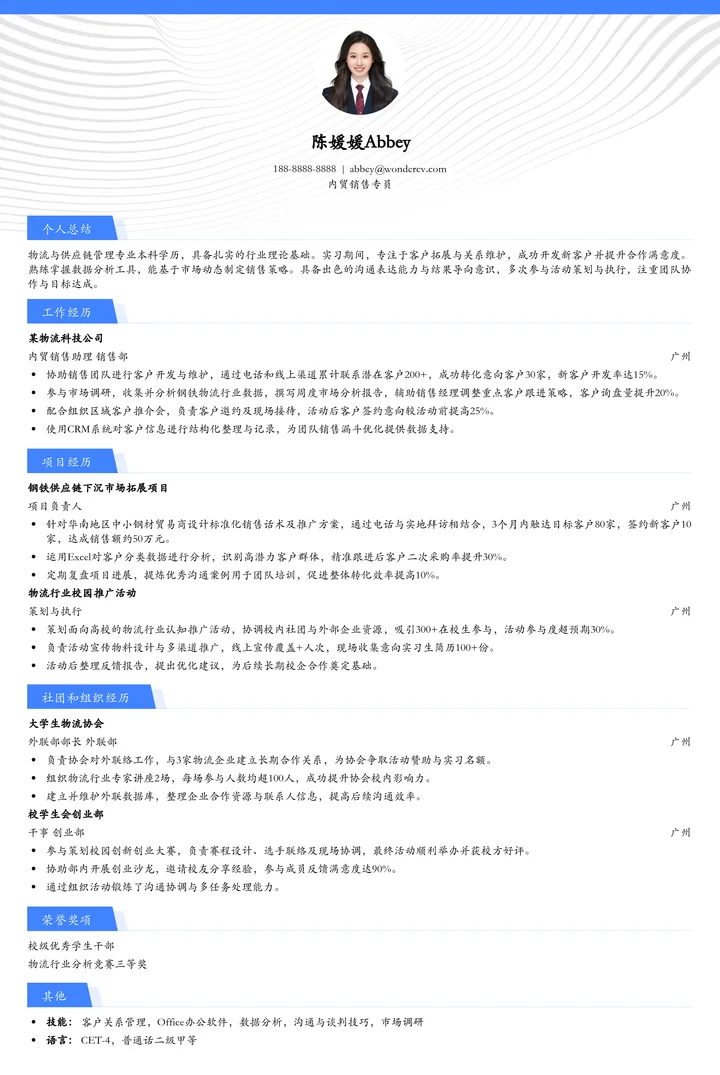 陈媛媛Abbey
188-8888-8888 | abbey@wondercv.com
内贸销售专员
个人总结
物流与供应链管理专业本科学历，具备扎实的行业理论基础。实习期间，专注于客户拓展与关系维护，成功开发新客户并提升合作满意度。
熟练掌握数据分析工具，能基于市场动态制定销售策略。具备出色的沟通表达能力与结果导向意识，多次参与活动策划与执行，注重团队协
作与目标达成。
工作经历
某物流科技公司
内贸销售助理 销售部 广州
• 协助销售团队进行客户开发与维护，通过电话和线上渠道累计联系潜在客户200+，成功转化意向客户30家，新客户开发率达15%。
• 参与市场调研，收集并分析钢铁物流行业数据，撰写周度市场分析报告，辅助销售经理调整重点客户跟进策略，客户询盘量提升20%。
• 配合组织区域客户推介会，负责客户邀约及现场接待，活动后客户签约意向较活动前提高25%。
• 使用CRM系统对客户信息进行结构化整理与记录，为团队销售漏斗优化提供数据支持。
项目经历
钢铁供应链下沉市场拓展项目
项目负责人 广州
• 针对华南地区中小钢材贸易商设计标准化销售话术及推广方案，通过电话与实地拜访相结合，3个月内触达目标客户80家，签约新客户10
家，达成销售额约50万元。
• 运用Excel对客户分类数据进行分析，识别高潜力客户群体，精准跟进后客户二次采购率提升30%。
• 定期复盘项目进展，提炼优秀沟通案例用于团队培训，促进整体转化效率提高10%。
物流行业校园推广活动
策划与执行 广州
• 策划面向高校的物流行业认知推广活动，协调校内社团与外部企业资源，吸引300+在校生参与，活动参与度超预期30%。
• 负责活动宣传物料设计与多渠道推广，线上宣传覆盖+人次，现场收集意向实习生简历100+份。
• 活动后整理反馈报告，提出优化建议，为后续长期校企合作奠定基础。
社团和组织经历
大学生物流协会
外联部部长 外联部 广州
• 负责协会对外联络工作，与3家物流企业建立长期合作关系，为协会争取活动赞助与实习名额。
• 组织物流行业专家讲座2场，每场参与人数均超100人，成功提升协会校内影响力。
• 建立并维护外联数据库，整理企业合作资源与联系人信息，提高后续沟通效率。
校学生会创业部
干事 创业部 广州
• 参与策划校园创新创业大赛，负责赛程设计、选手联络及现场协调，最终活动顺利举办并获校方好评。
• 协助部内开展创业沙龙，邀请校友分享经验，参与成员反馈满意度达90%。
• 通过组织活动锻炼了沟通协调与多任务处理能力。
荣誉奖项
校级优秀学生干部
物流行业分析竞赛三等奖
其他
• 技能： 客户关系管理，Office办公软件，数据分析，沟通与谈判技巧，市场调研
• 语言： CET-4，普通话二级甲等